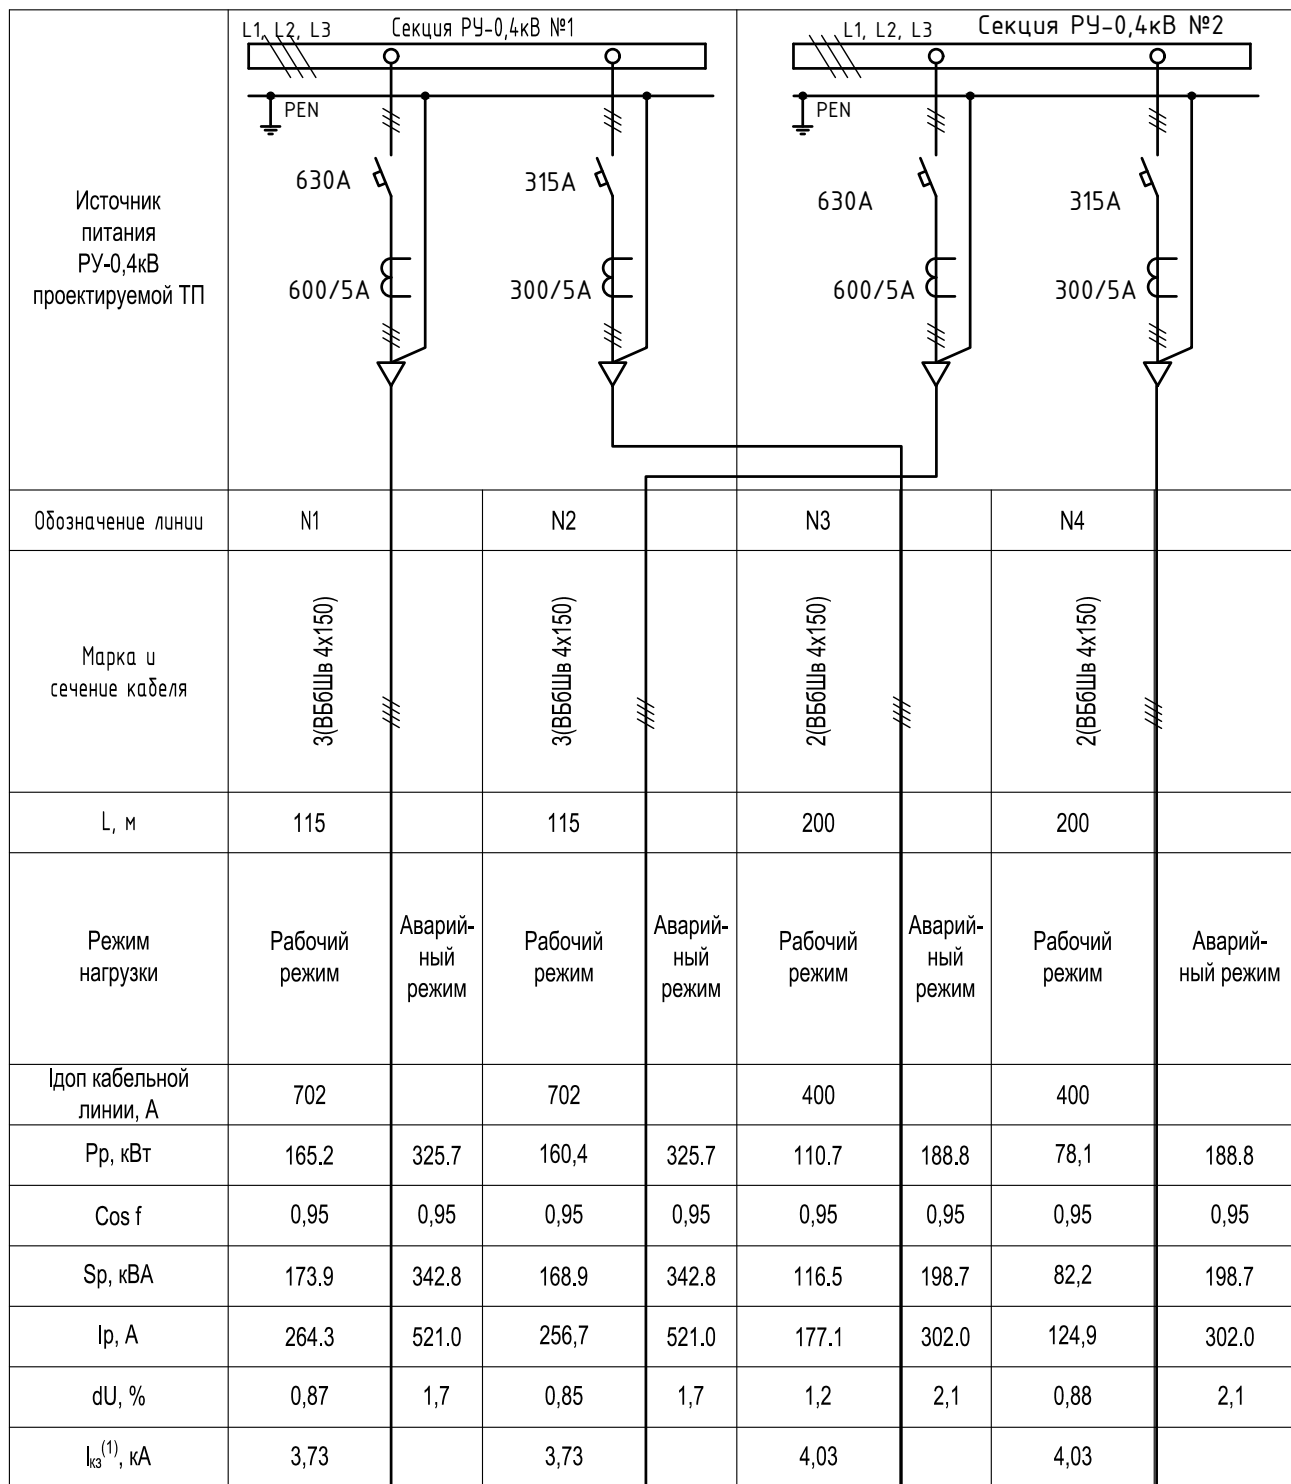 L1, L2, L3 Секция РУ-0,4кВ №1
L1, L2, L3 Секция РУ-0,4кВ №2
PEN
PEN
630А
315А
630А
315А
600/5А
300/5А
600/5А
300/5А
Источник
питания
РУ-0,4кВ
проектируемой ТП
Обозначение линии N1 N2 N3 N4
Марка и
сечение кабеля
3(ВБбШв 4х150)
3(ВБбШв 4х150)
2(ВБбШв 4х150)
2(ВБбШв 4х150)
L, м 115 115 200 200
Режим
нагрузки
Рабочий
режим
Аварий-
ный
режим
Рабочий
режим
Аварий-
ный
режим
Рабочий
режим
Аварий-
ный
режим
Рабочий
режим
Аварий-
ный режим
Iдоп кабельной
линии, А
702 702 400 400
Рр, кВт 165.2 325.7 160,4 325.7 110.7 188.8 78,1 188.8
Cos f 0,95 0,95 0,95 0,95 0,95 0,95 0,95 0,95
Sp, кВА 173.9 342.8 168.9 342.8 116.5 198.7 82,2 198.7
Ip, А 264.3 521.0 256,7 521.0 177.1 302.0 124,9 302.0
dU, % 0,87 1,7 0,85 1,7 1,2 2,1 0,88 2,1
Iкз(1), кА 3,73 3,73 4,03 4,03